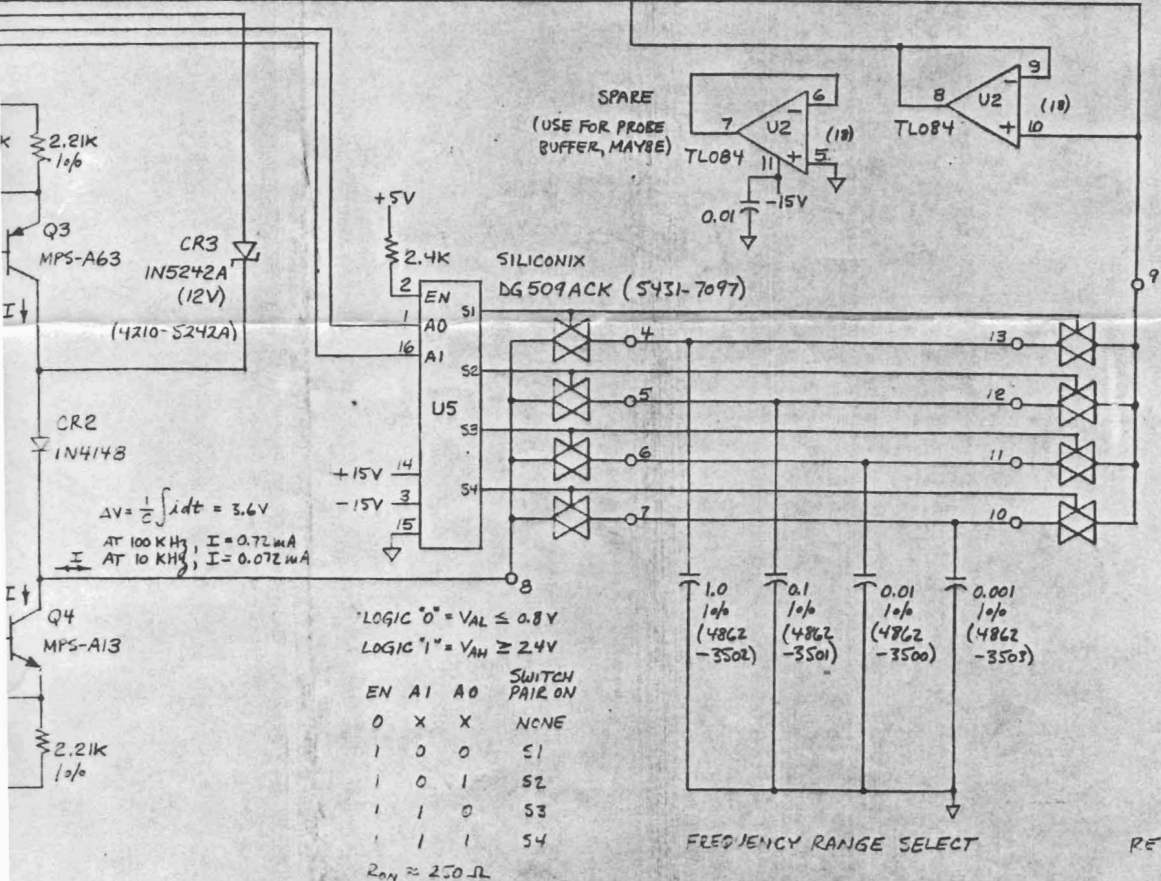 K
2.21K
1%
Q3
MPS-A63
I
CR3
1N5242A
(12V)
(4210-5242A)
CR2
1N4148
ΔV = 1/C ∫ i dt = 3.6V
AT 100 KHz, I = 0.72 mA
AT 10 KHz, I = 0.072 mA
I
I
Q4
MPS-A13
2.21K
1%
SPARE
(USE FOR PROBE
BUFFER, MAYBE)
7
TL084
U2
6
-
+
5
11
(18)
-15V
0.01
8
TL084
U2
9
-
+
10
(18)
9
+5V
2.4K
SILICONIX
DG509ACK (5431-7097)
2 EN
1 A0
16 A1
U5
+15V 14
-15V 3
15
S1
S2
S3
S4
4
5
6
7
8
13
12
11
10
1.0
1%
(4862
-3502)
0.1
1%
(4862
-3501)
0.01
1%
(4862
-3500)
0.001
1%
(4862
-3503)
LOGIC "0" = VAL ≤ 0.8V
LOGIC "1" = VAH ≥ 2.4V
EN A1 A0 SWITCH PAIR ON
0 X X NONE
1 0 0 S1
1 0 1 S2
1 1 0 S3
1 1 1 S4
RON ≈ 250 Ω
FREQUENCY RANGE SELECT
RE